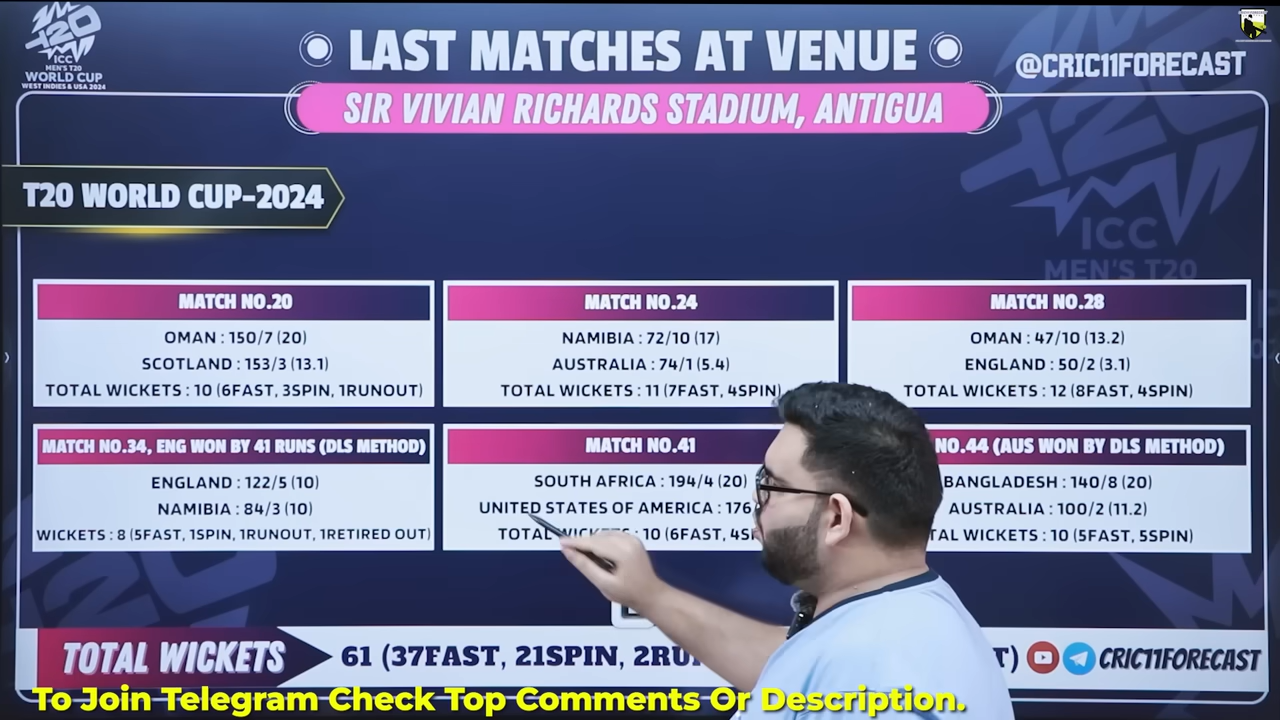 T20
ICC
MEN'S T20
WORLD CUP
WEST INDIES & USA 2024
LAST MATCHES AT VENUE
@CRIC11FORECAST
SIR VIVIAN RICHARDS STADIUM, ANTIGUA
T20 WORLD CUP-2024
ICC
MEN'S T20
MATCH NO.20
OMAN : 150/7 (20)
SCOTLAND : 153/3 (13.1)
TOTAL WICKETS : 10 (6FAST, 3SPIN, 1RUNOUT)
MATCH NO.24
NAMIBIA : 72/10 (17)
AUSTRALIA : 74/1 (5.4)
TOTAL WICKETS : 11 (7FAST, 4SPIN)
MATCH NO.28
OMAN : 47/10 (13.2)
ENGLAND : 50/2 (3.1)
TOTAL WICKETS : 12 (8FAST, 4SPIN)
MATCH NO.34, ENG WON BY 41 RUNS (DLS METHOD)
ENGLAND : 122/5 (10)
NAMIBIA : 84/3 (10)
WICKETS : 8 (5FAST, 1SPIN, 1RUNOUT, 1RETIRED OUT)
MATCH NO.41
SOUTH AFRICA : 194/4 (20)
UNITED STATES OF AMERICA : 176
TOTAL WICKETS : 10 (6FAST, 4S
NO.44 (AUS WON BY DLS METHOD)
BANGLADESH : 140/8 (20)
AUSTRALIA : 100/2 (11.2)
WICKETS : 10 (5FAST, 5SPIN)
TOTAL WICKETS 61 (37FAST, 21SPIN, 2RU T) CRIC11FORECAST
To Join Telegram Check Top Comments Or Description.